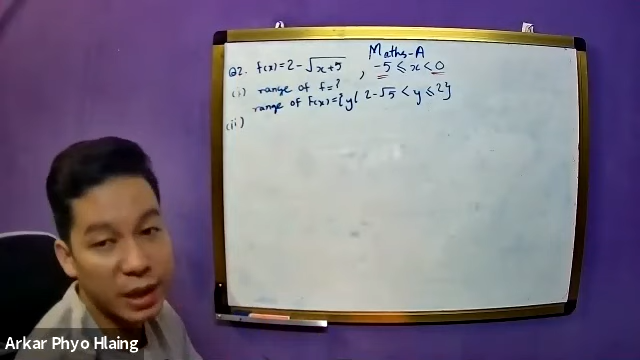 Maths-A
Q2. f(x) = 2 - √x+5 , -5 ≤ x < 0
(i) range of f = ?
range of f(x) = {y| 2-√5 < y ≤ 2}
(ii)
Arkar Phyo Hlaing